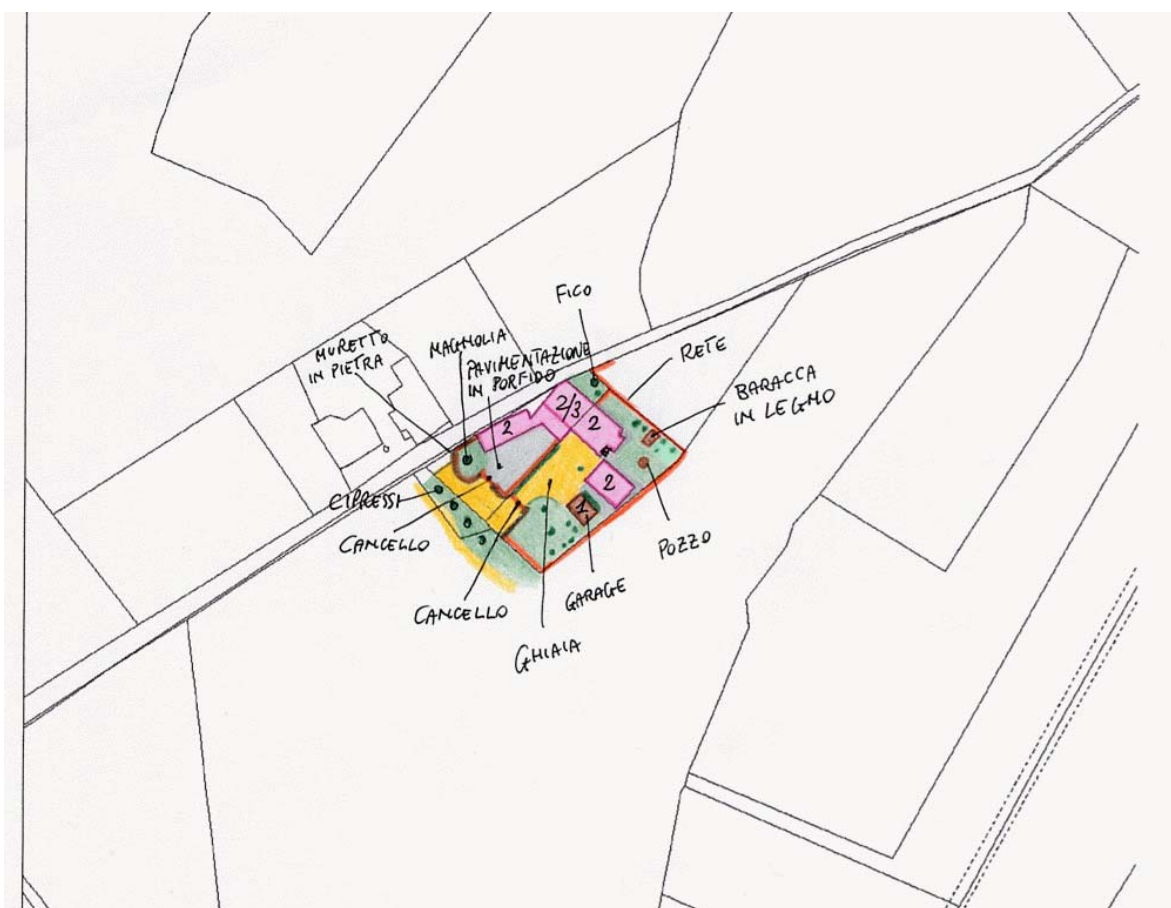 FICO
MURETTO
IN PIETRA
MAGNOLIA
PAVIMENTAZIONE
IN PORFIDO
RETE
BARACCA
IN LEGNO
2/3
2
2
2
1
CIPRESSI
CANCELLO
CANCELLO
GHIAIA
GARAGE
POZZO